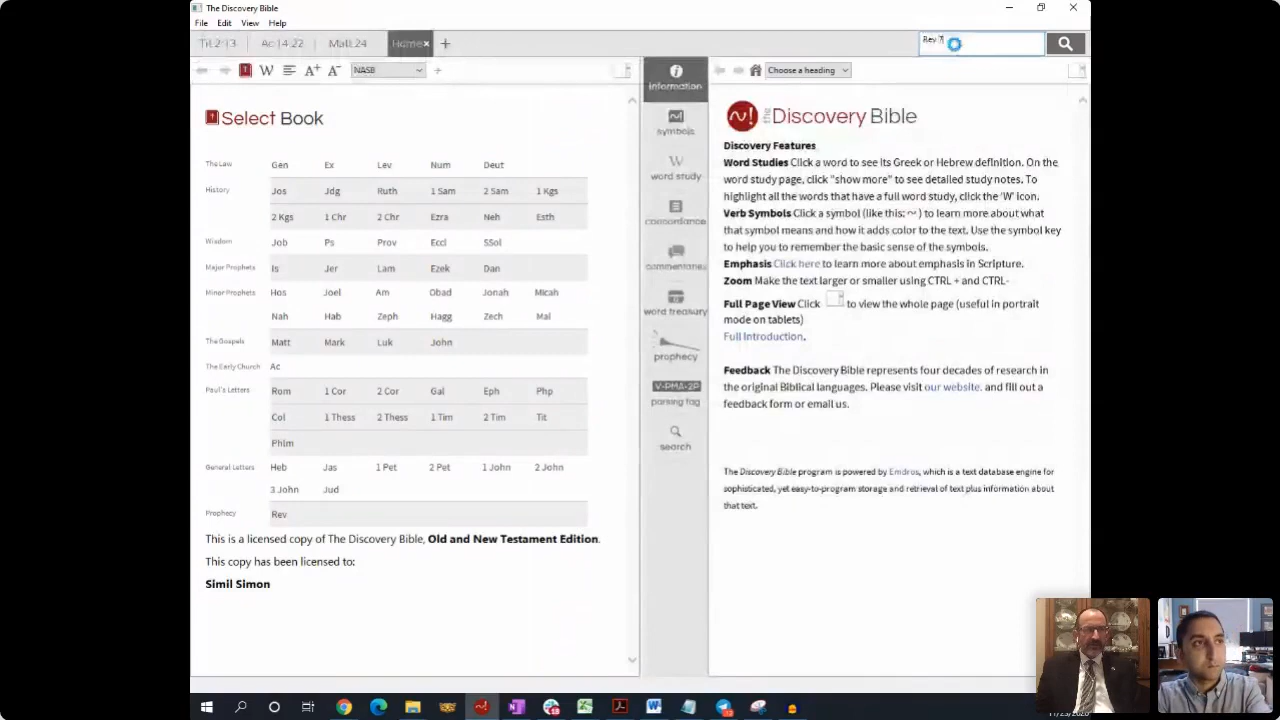 The Discovery Bible
File Edit View Help
Tit 2:13 Ac 14:22 Matt 24 Home× + Rev 7
W A+ A- NASB + Choose a heading
Select Book
The Law Gen Ex Lev Num Deut
History Jos Jdg Ruth 1 Sam 2 Sam 1 Kgs
2 Kgs 1 Chr 2 Chr Ezra Neh Esth
Wisdom Job Ps Prov Eccl SSol
Major Prophets Is Jer Lam Ezek Dan
Minor Prophets Hos Joel Am Obad Jonah Micah
Nah Hab Zeph Hagg Zech Mal
The Gospels Matt Mark Luk John
The Early Church Ac
Paul's Letters Rom 1 Cor 2 Cor Gal Eph Php
Col 1 Thess 2 Thess 1 Tim 2 Tim Tit
Phlm
General Letters Heb Jas 1 Pet 2 Pet 1 John 2 John
3 John Jud
Prophecy Rev
This is a licensed copy of The Discovery Bible, Old and New Testament Edition.
This copy has been licensed to:
Simil Simon
information
symbols
W
word study
concordance
commentaries
word treasury
prophecy
V-PMA-2P
parsing tag
search
the Discovery Bible
Discovery Features
Word Studies Click a word to see its Greek or Hebrew definition. On the
word study page, click "show more" to see detailed study notes. To
highlight all the words that have a full word study, click the 'W' icon.
Verb Symbols Click a symbol (like this: ~ ) to learn more about what
that symbol means and how it adds color to the text. Use the symbol key
to help you to remember the basic sense of the symbols.
Emphasis Click here to learn more about emphasis in Scripture.
Zoom Make the text larger or smaller using CTRL + and CTRL-
Full Page View Click to view the whole page (useful in portrait
mode on tablets)
Full Introduction.
Feedback The Discovery Bible represents four decades of research in
the original Biblical languages. Please visit our website. and fill out a
feedback form or email us.
The Discovery Bible program is powered by Emdros, which is a text database engine for
sophisticated, yet easy-to-program storage and retrieval of text plus information about
that text.